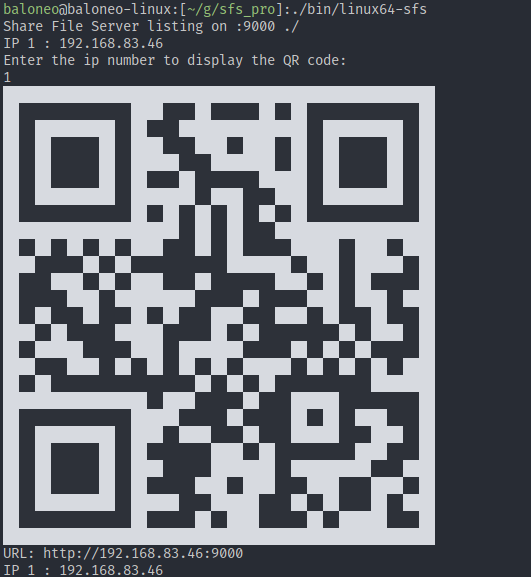 baloneo@baloneo-linux:[~/g/sfs_pro]:./bin/linux64-sfs
Share File Server listing on :9000 ./
IP 1 : 192.168.83.46
Enter the ip number to display the QR code:
1
URL: http://192.168.83.46:9000
IP 1 : 192.168.83.46